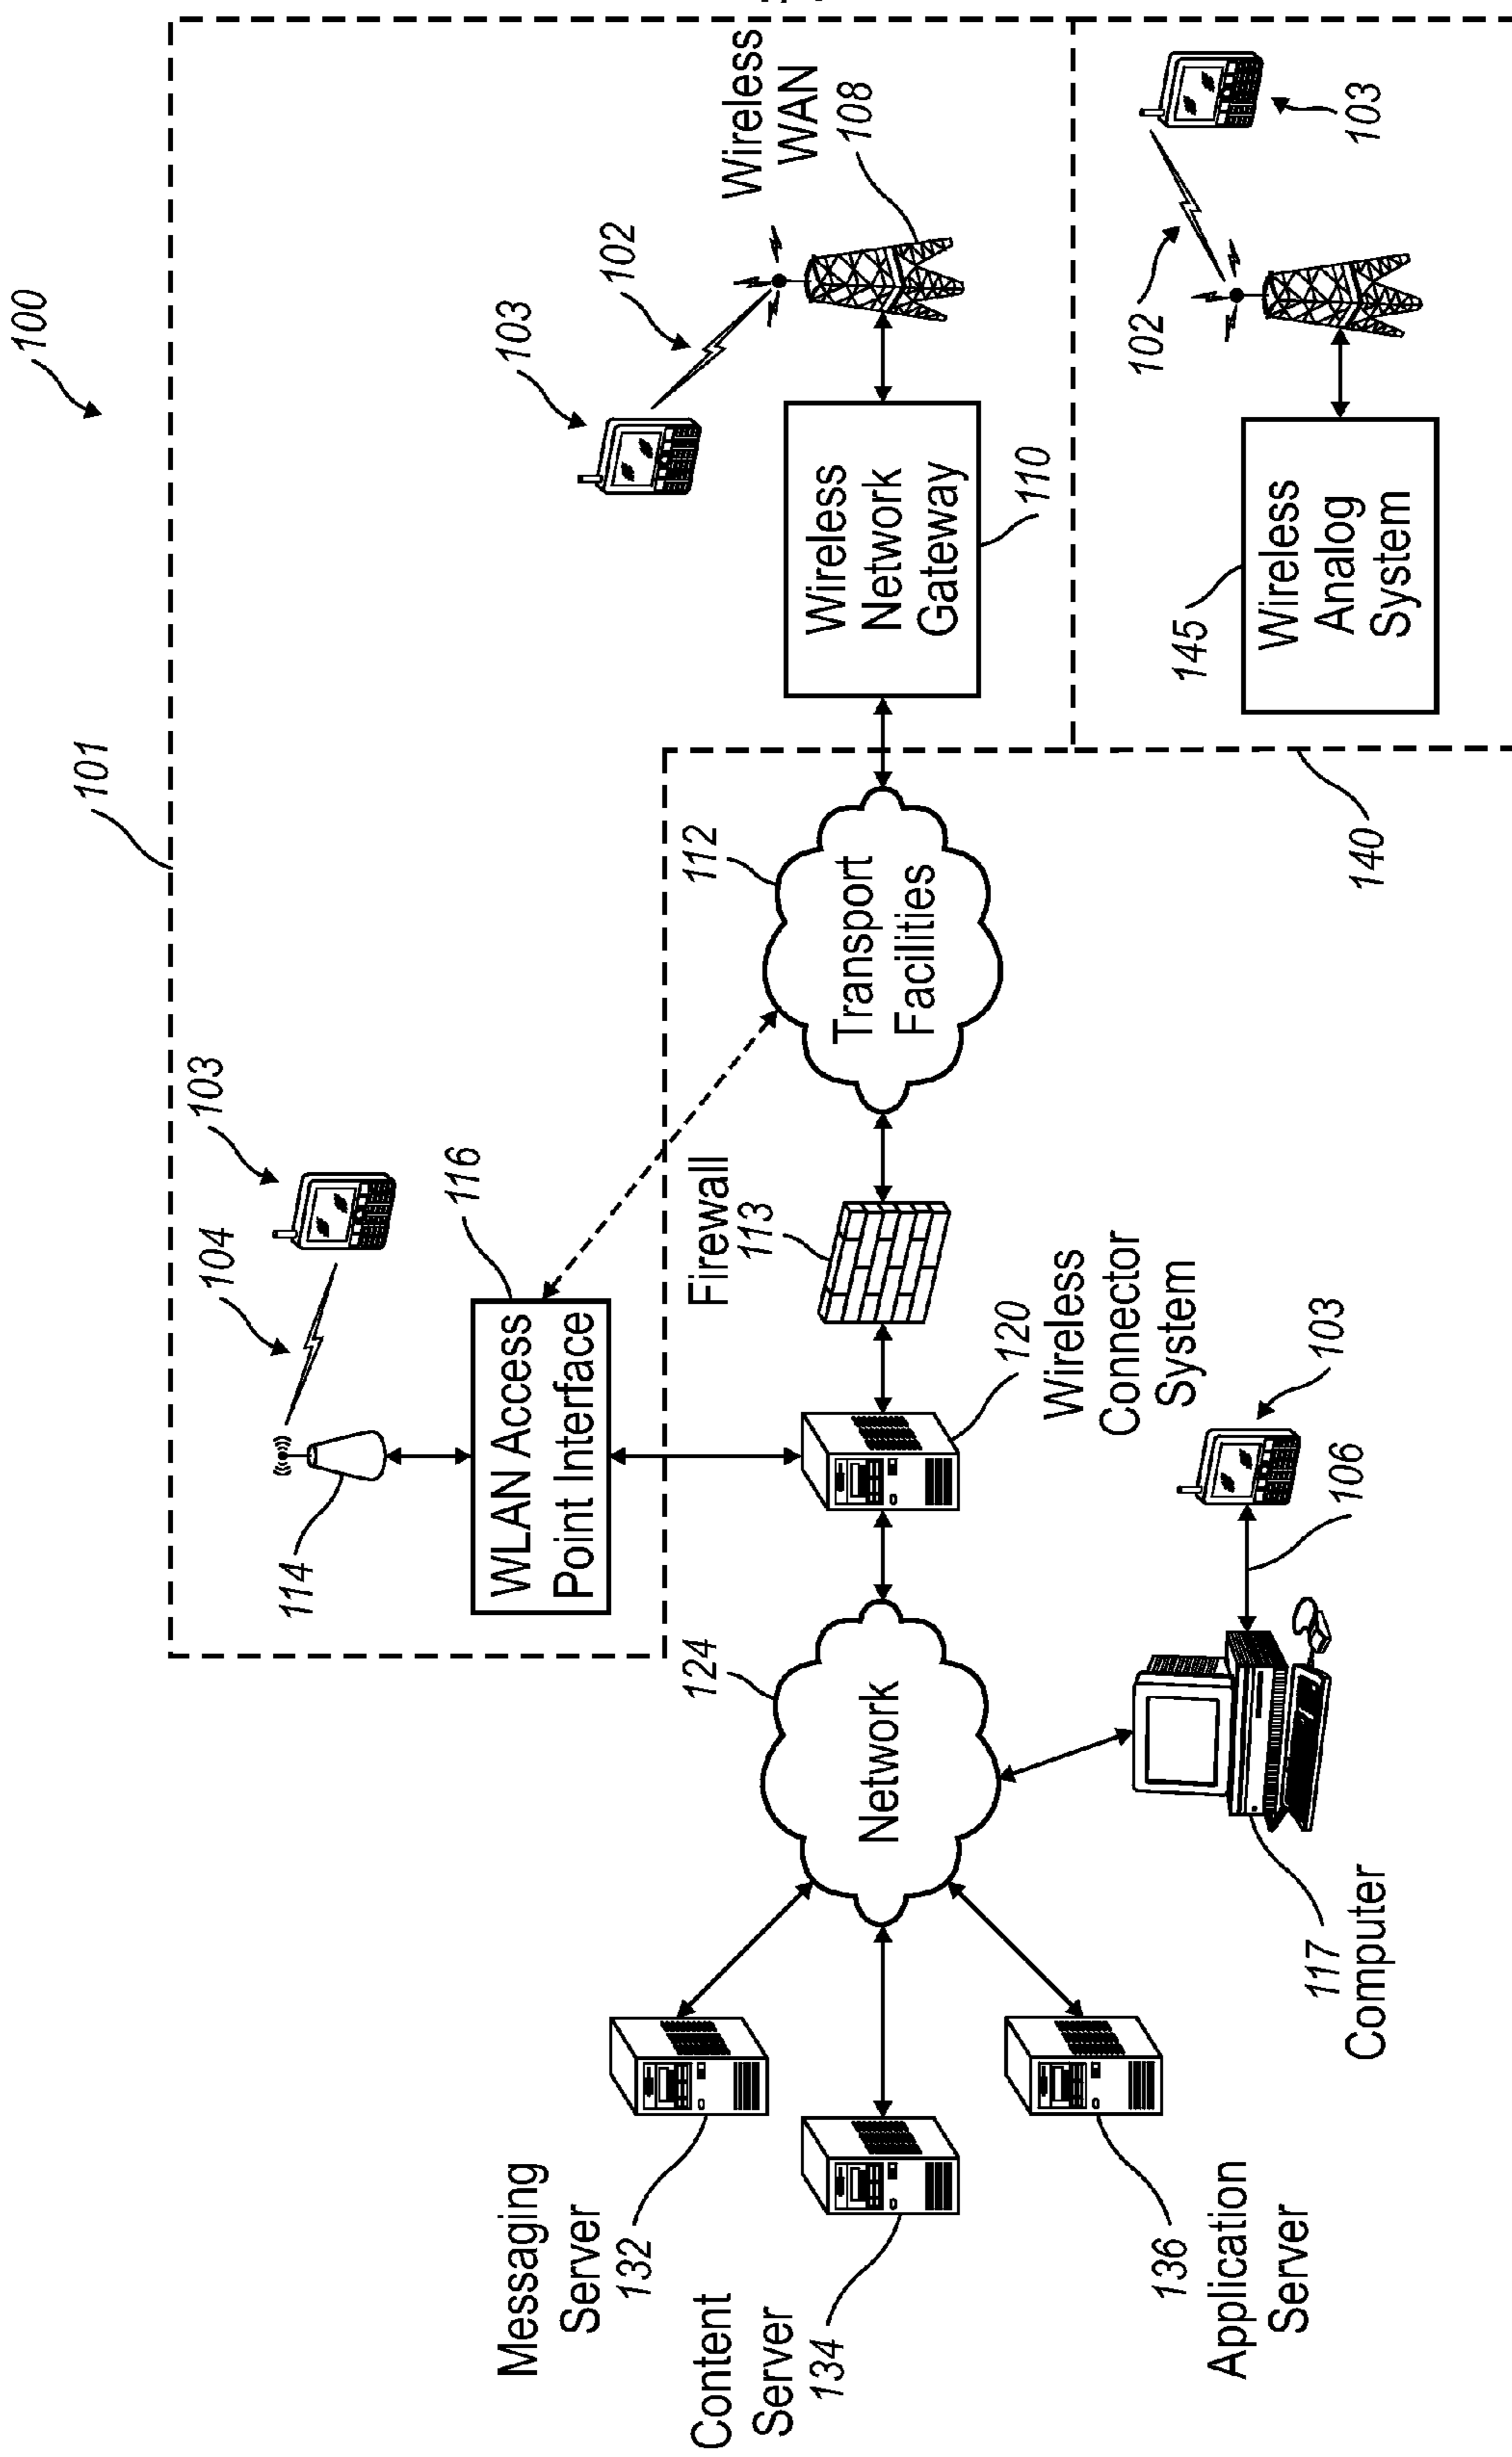 100
101
103
104
114
116
WLAN Access
Point Interface
103
102
Wireless
WAN
108
Wireless
Network
Gateway
110
112
Transport
Facilities
Firewall
113
120
Wireless
Connector
System
124
Network
Messaging
Server
132
Content
Server
134
136
Application
Server
117
Computer
106
103
140
145
Wireless
Analog
System
102
103